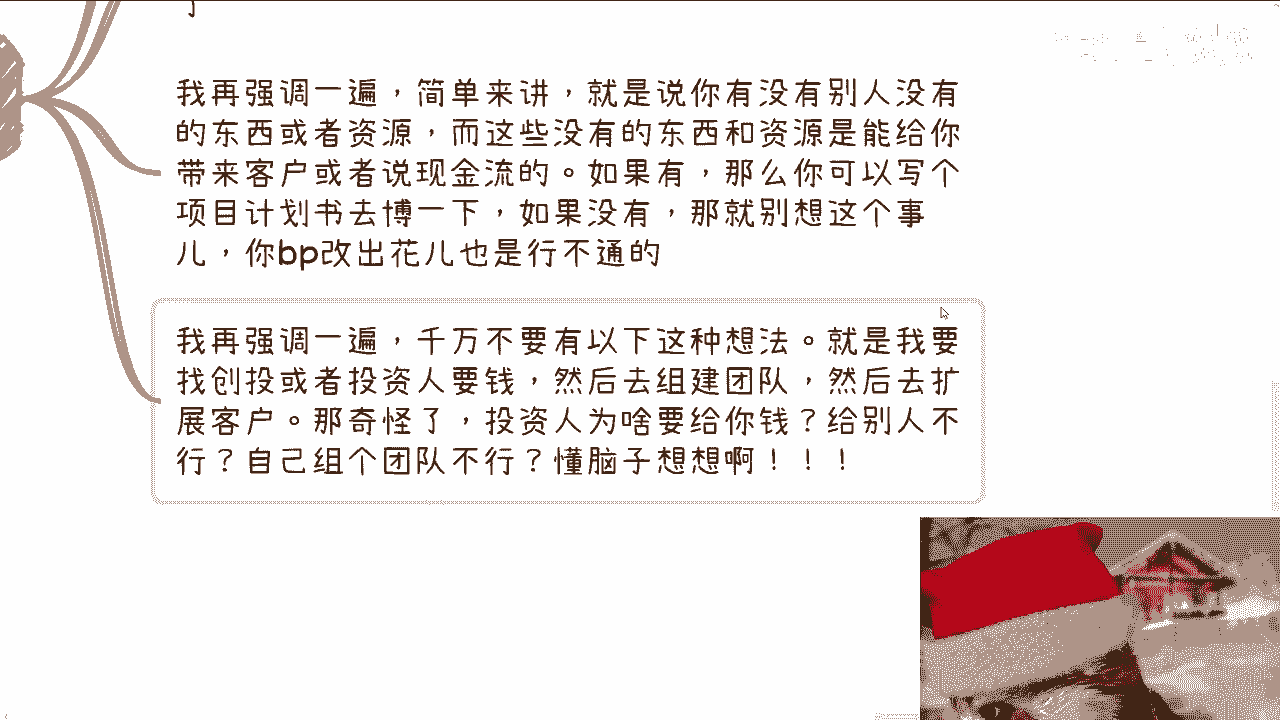 我再强调一遍，简单来讲，就是说你有没有别人没有
的东西或者资源，而这些没有的东西和资源是能给你
带来客户或者说现金流的。如果有，那么你可以写个
项目计划书去博一下，如果没有，那就别想这个事
儿，你bp改出花儿也是行不通的
我再强调一遍，千万不要有以下这种想法。就是我要
找创投或者投资人要钱，然后去组建团队，然后去扩
展客户。那奇怪了，投资人为啥要给你钱？给别人不
行？自己组个团队不行？懂脑子想想啊！！！